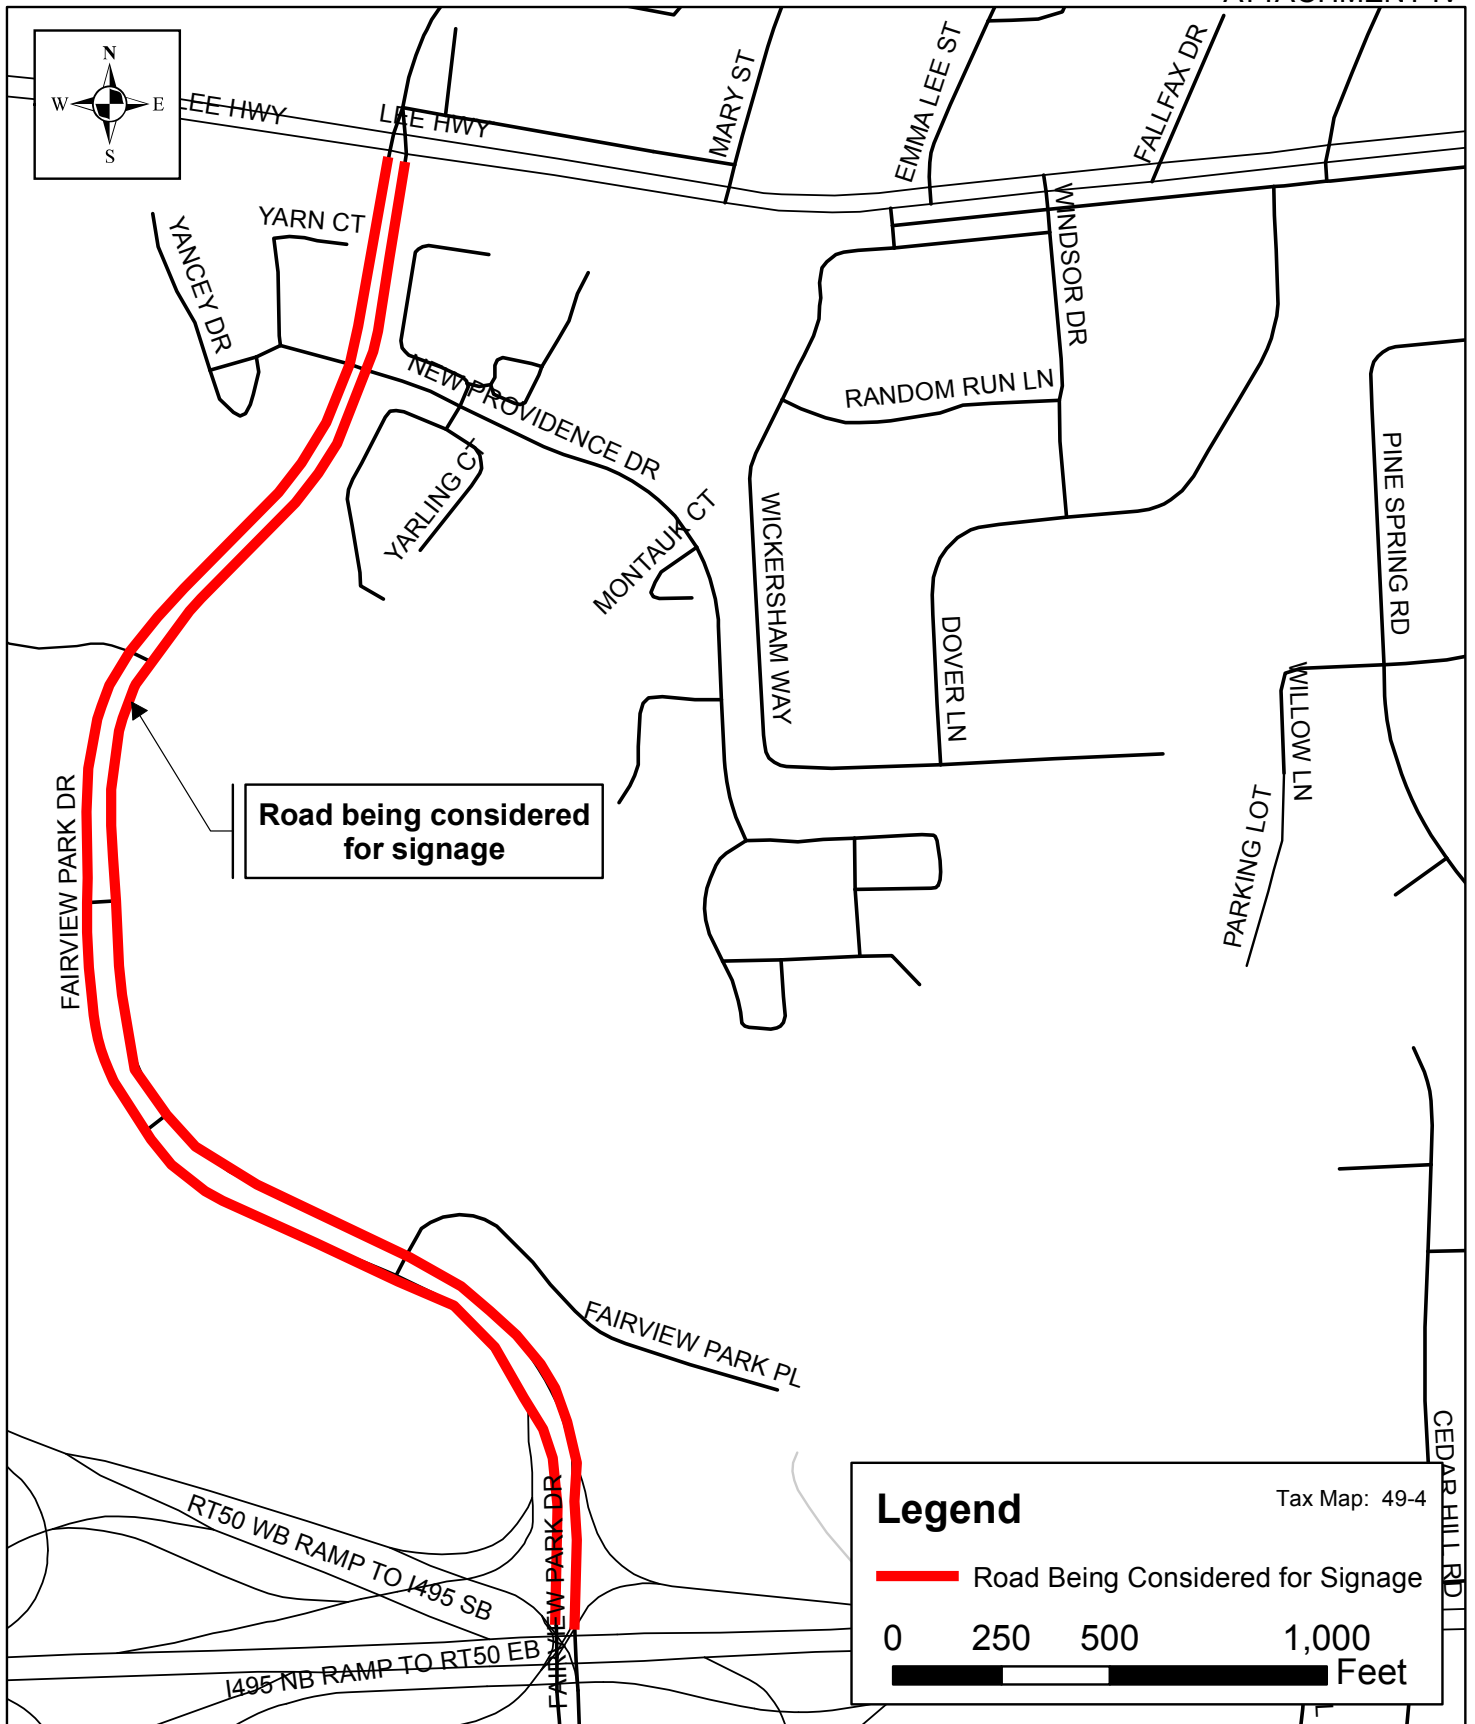 N
W
E
S
LEE HWY
LEE HWY
MARY ST
EMMA LEE ST
FALLFAX DR
YARN CT
YANCEY DR
WINDSOR DR
NEW PROVIDENCE DR
RANDOM RUN LN
YARLING CT
MONTAUK CT
WICKERSHAM WAY
PINE SPRING RD
DOVER LN
WILLOW LN
PARKING LOT
FAIRVIEW PARK DR
Road being considered
for signage
FAIRVIEW PARK PL
CEDAR HILL RD
RT50 WB RAMP TO I495 SB
I495 NB RAMP TO RT50 EB
FAIRVIEW PARK DR
Legend
Tax Map: 49-4
Road Being Considered for Signage
0 250 500 1,000
Feet